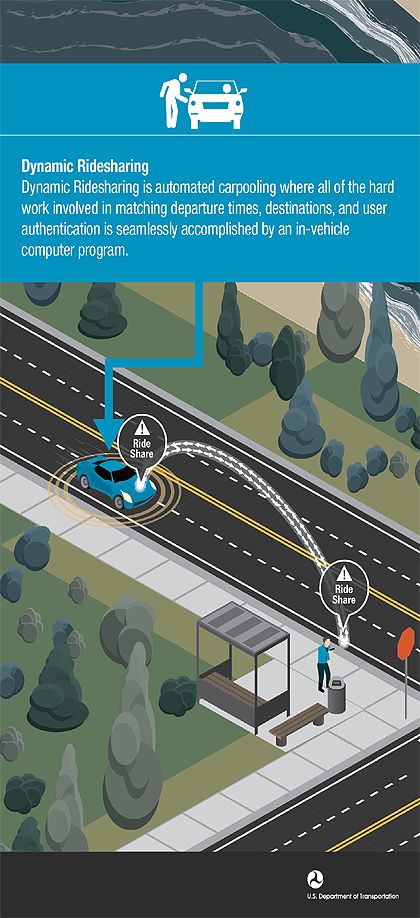 Dynamic Ridesharing
Dynamic Ridesharing is automated carpooling where all of the hard
work involved in matching departure times, destinations, and user
authentication is seamlessly accomplished by an in-vehicle
computer program.
Ride
Share
Ride
Share
U.S. Department of Transportation